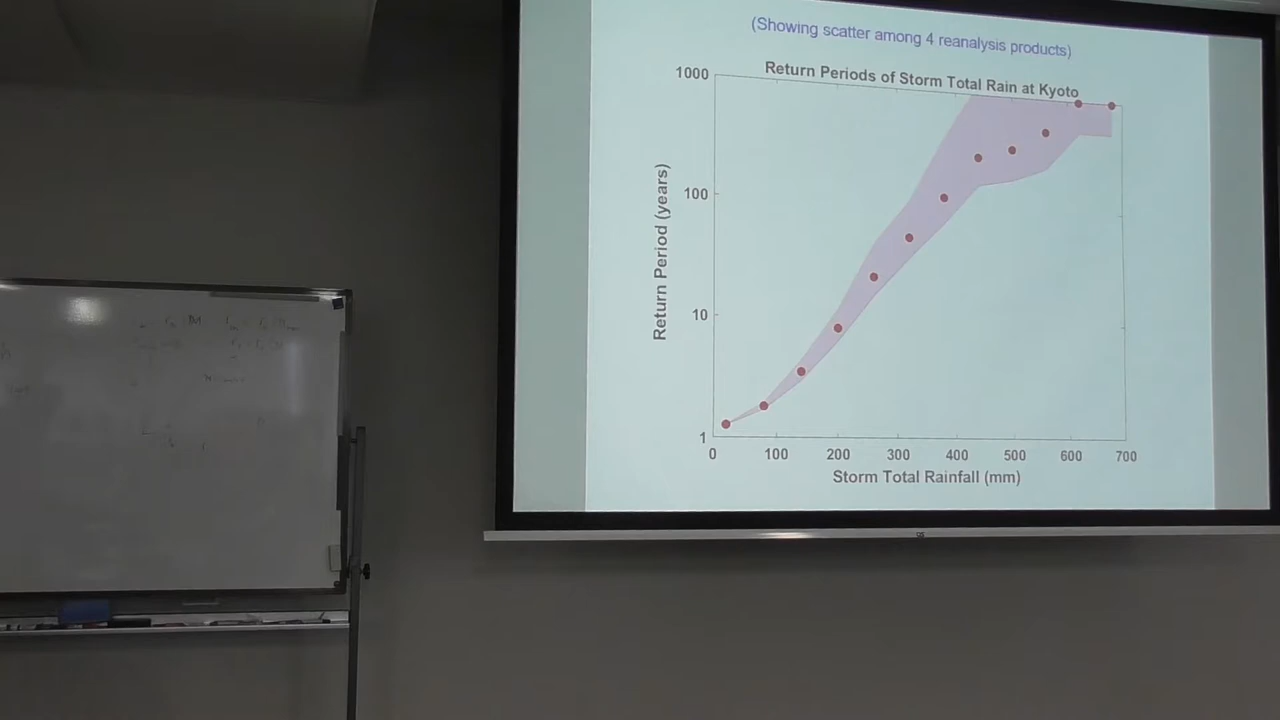 (Showing scatter among 4 reanalysis products)
Return Periods of Storm Total Rain at Kyoto
Return Period (years)
1000
100
10
1
0 100 200 300 400 500 600 700
Storm Total Rainfall (mm)